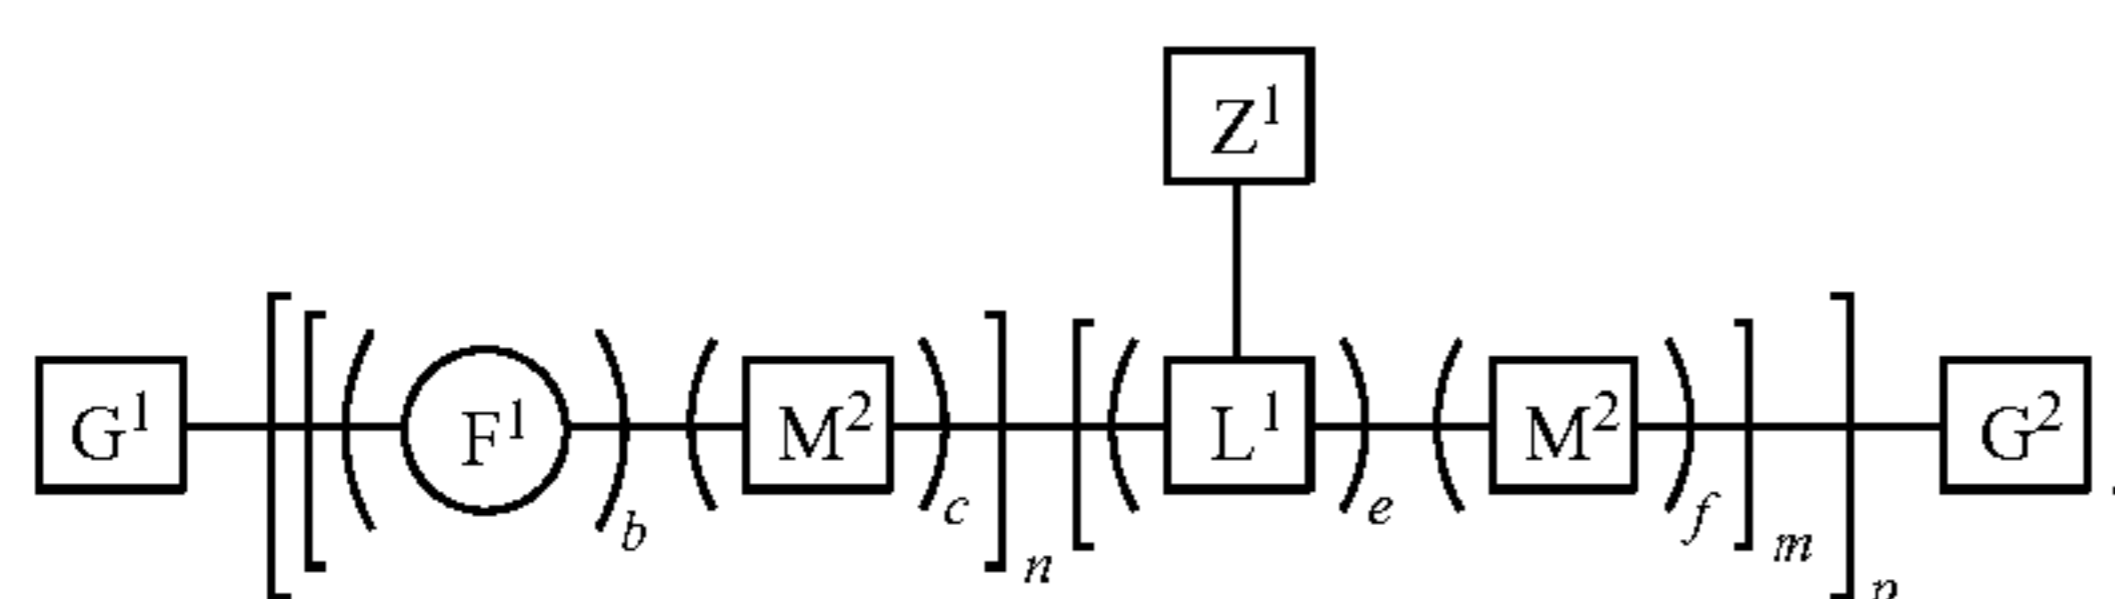 Z¹
G¹ [ [ ( F¹ )b ( M² )c ]n [ ( L¹ )e ( M² )f ]m ] G²